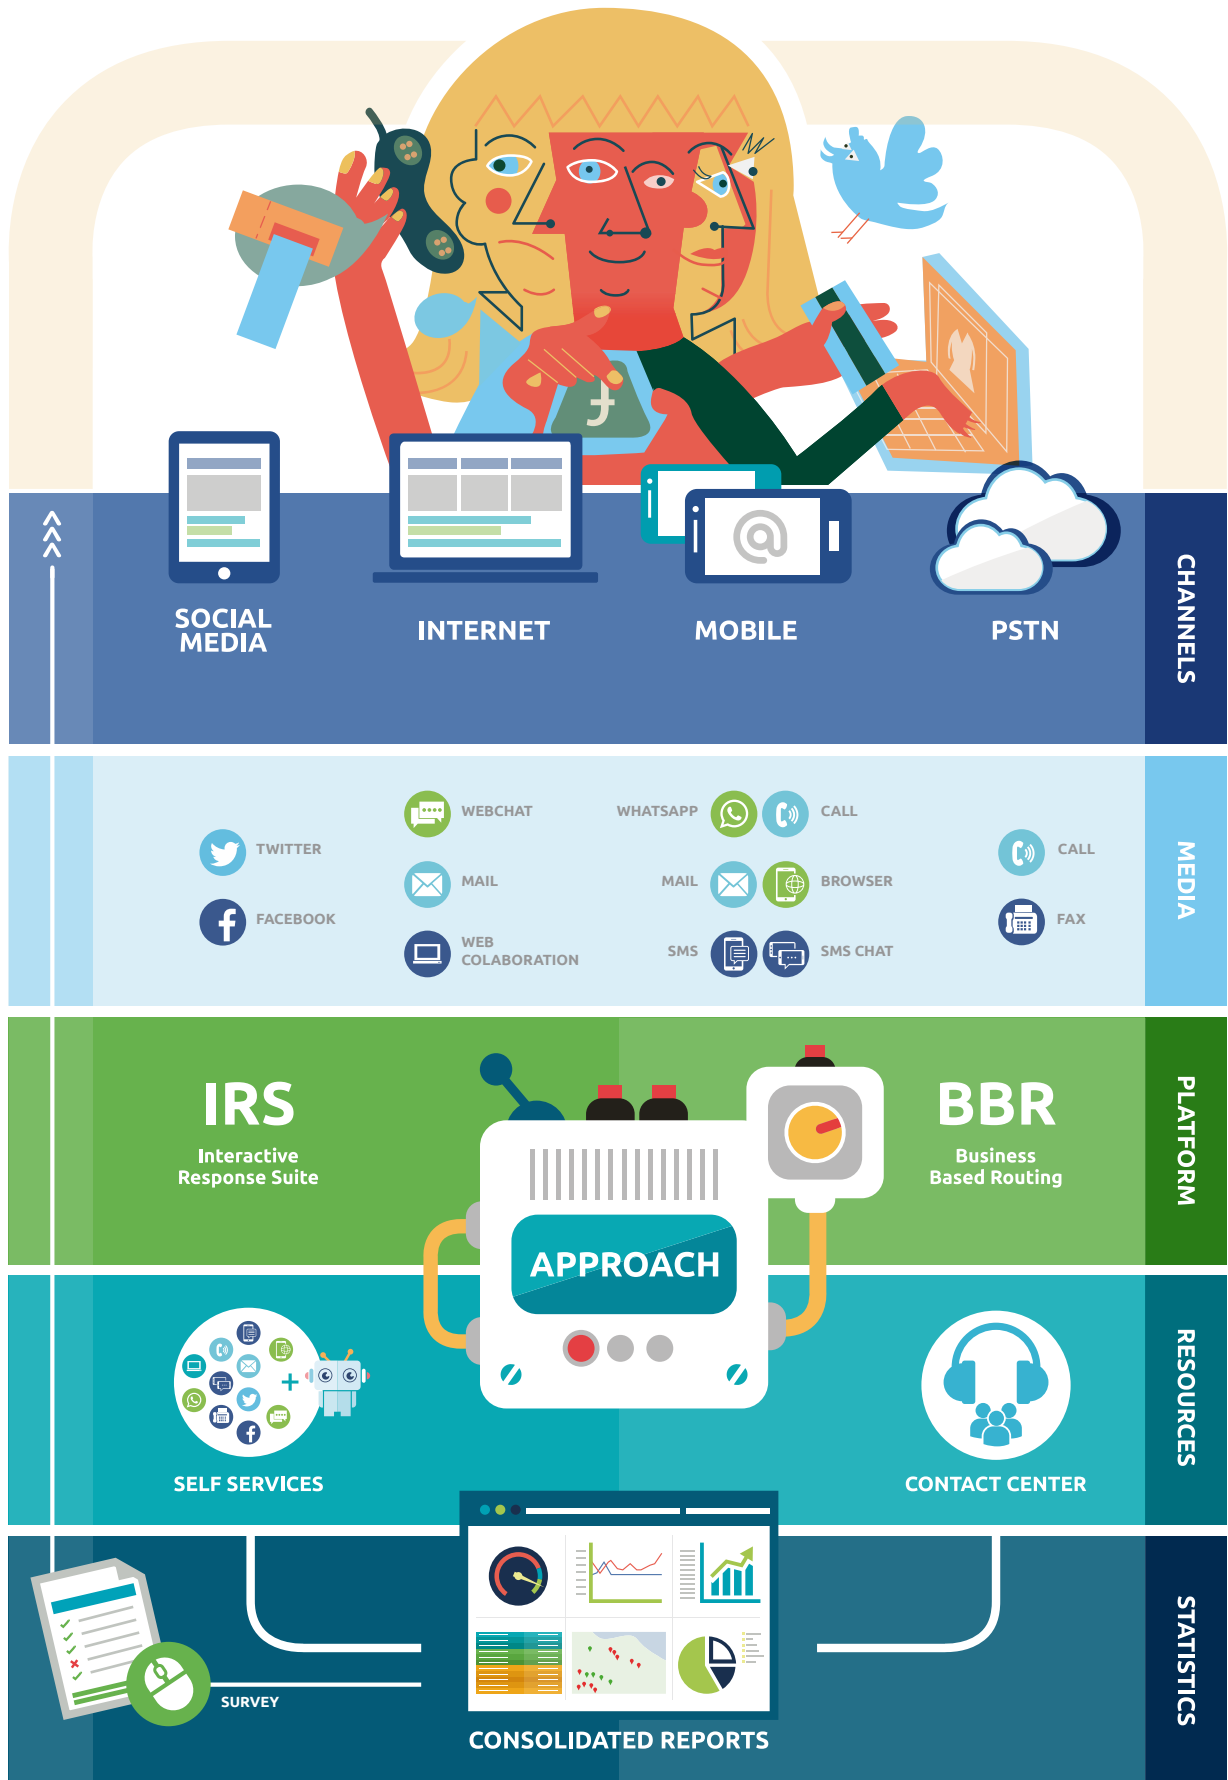 SOCIAL
MEDIA
INTERNET
MOBILE
PSTN
CHANNELS
TWITTER
FACEBOOK
WEBCHAT
MAIL
WEB
COLABORATION
WHATSAPP
CALL
MAIL
BROWSER
SMS
SMS CHAT
CALL
FAX
MEDIA
IRS
Interactive
Response Suite
BBR
Business
Based Routing
PLATFORM
APPROACH
SELF SERVICES
CONTACT CENTER
RESOURCES
SURVEY
CONSOLIDATED REPORTS
STATISTICS